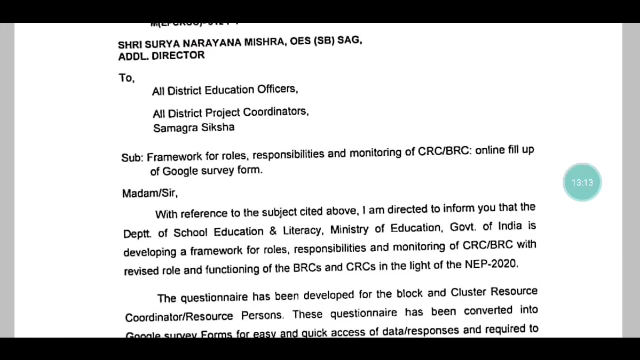 SHRI SURYA NARAYANA MISHRA, OES (SB) SAG,
ADDL. DIRECTOR
To,
All District Education Officers,
All District Project Coordinators,
Samagra Siksha
Sub: Framework for roles, responsibilities and monitoring of CRC/BRC: online fill up
of Google survey form.
Madam/Sir,
13:13
With reference to the subject cited above, I am directed to inform you that the
Deptt. of School Education & Literacy, Ministry of Education, Govt. of India is
developing a framework for roles, responsibilities and monitoring of CRC/BRC with
revised role and functioning of the BRCs and CRCs in the light of the NEP-2020.
The questionnaire has been developed for the block and Cluster Resource
Coordinator/Resource Persons. These questionnaire has been converted into
Google survey Forms for easy and quick access of data/responses and required to